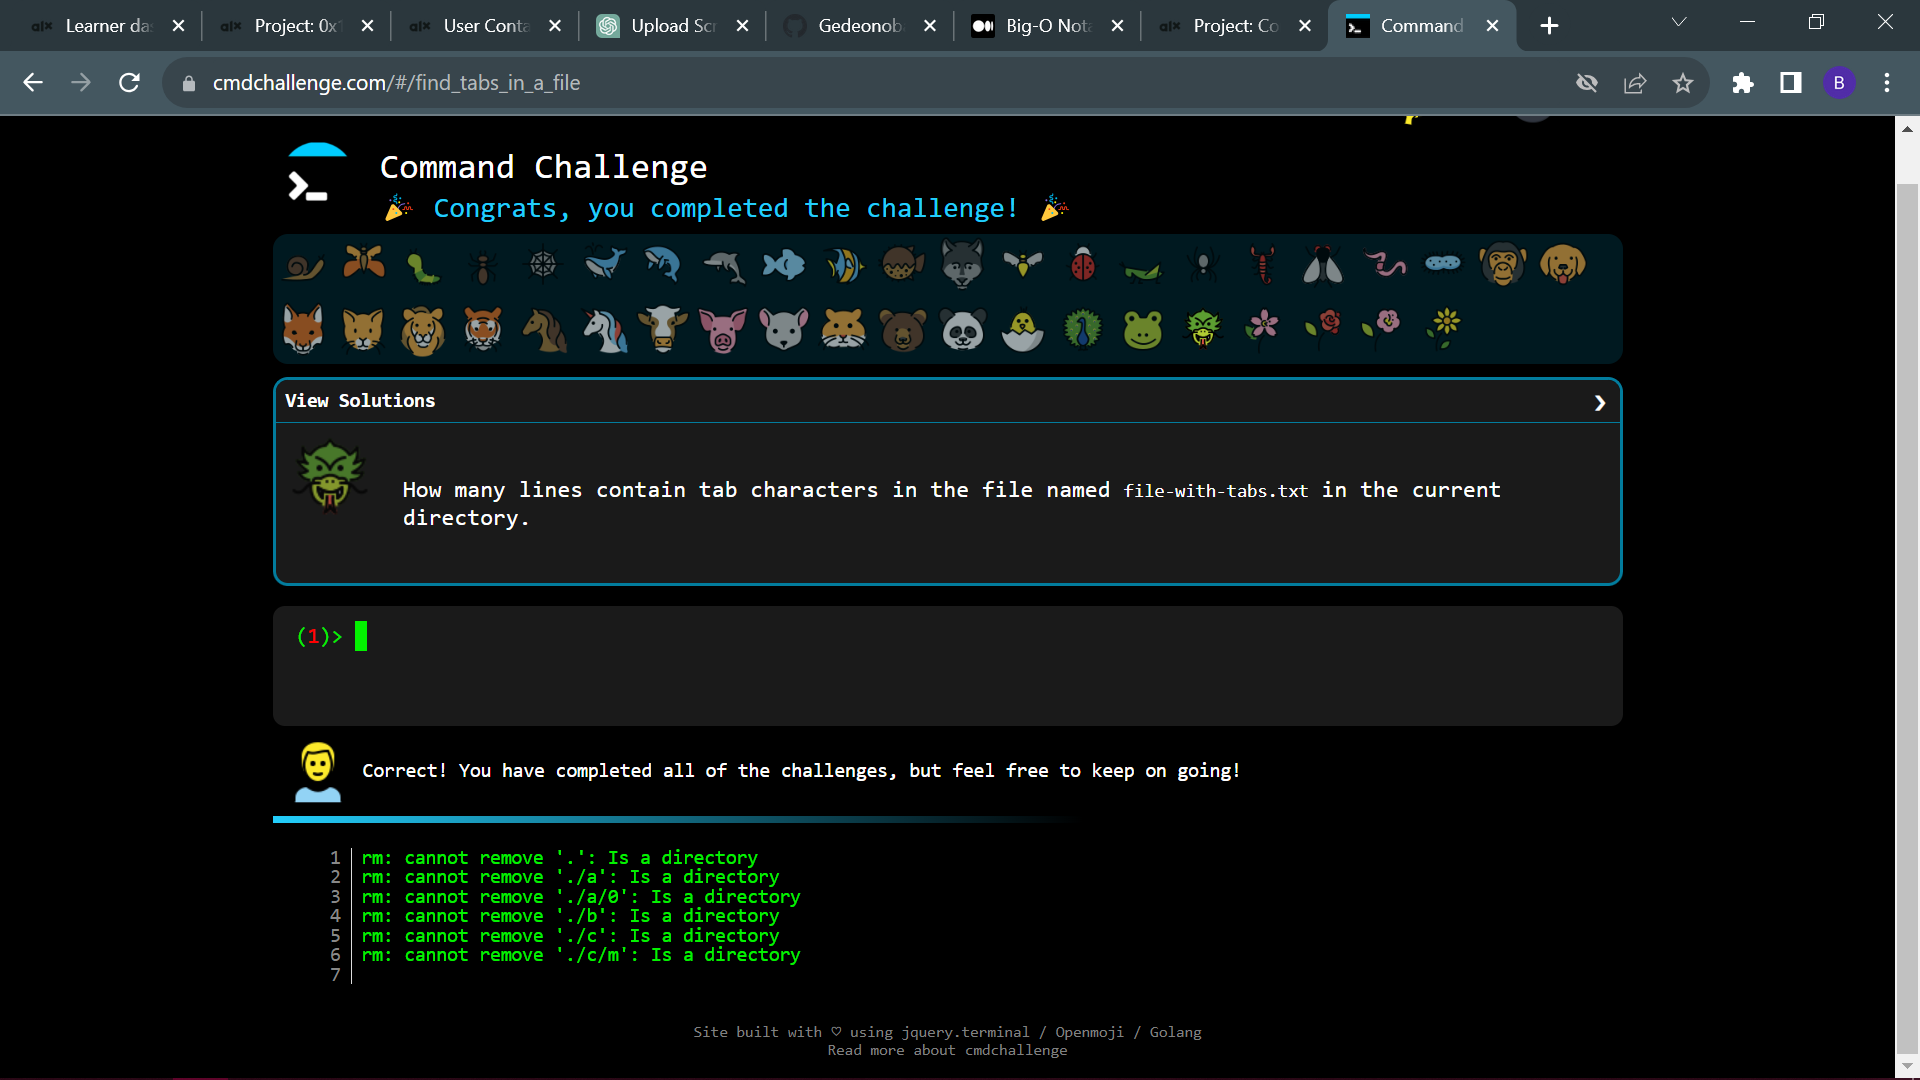 Learner da
Project: 0x
User Conta
Upload Scr
Gedeonob
Big-O Nota
Project: Co
Command
cmdchallenge.com/#/find_tabs_in_a_file
B
Command Challenge
Congrats, you completed the challenge!
View Solutions
How many lines contain tab characters in the file named file-with-tabs.txt in the current
directory.
(1)>
Correct! You have completed all of the challenges, but feel free to keep on going!
1 rm: cannot remove '.': Is a directory
2 rm: cannot remove './a': Is a directory
3 rm: cannot remove './a/0': Is a directory
4 rm: cannot remove './b': Is a directory
5 rm: cannot remove './c': Is a directory
6 rm: cannot remove './c/m': Is a directory
7
Site built with ♡ using jquery.terminal / Openmoji / Golang
Read more about cmdchallenge